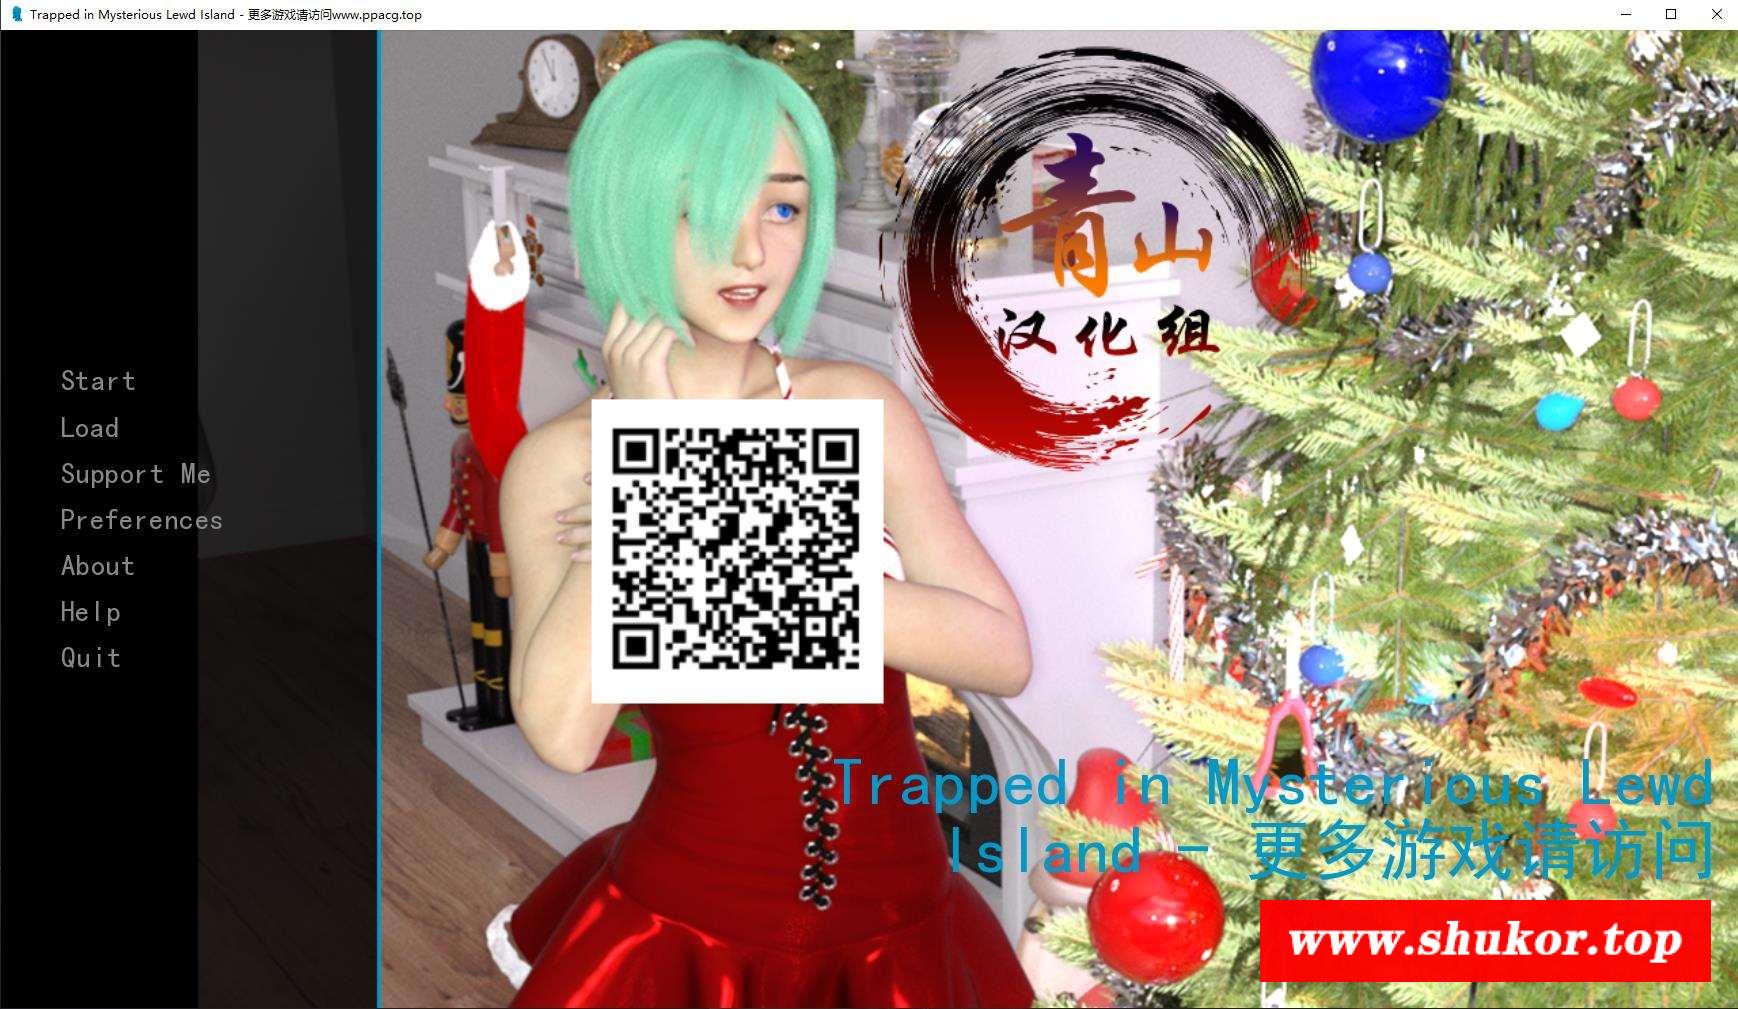 Trapped in Mysterious Lewd Island - 更多游戏请访问www.ppacg.top
青山
汉化组
Start
Load
Support Me
Preferences
About
Help
Quit
Trapped in Mysterious Lewd
Island - 更多游戏请访问
www.shukor.top